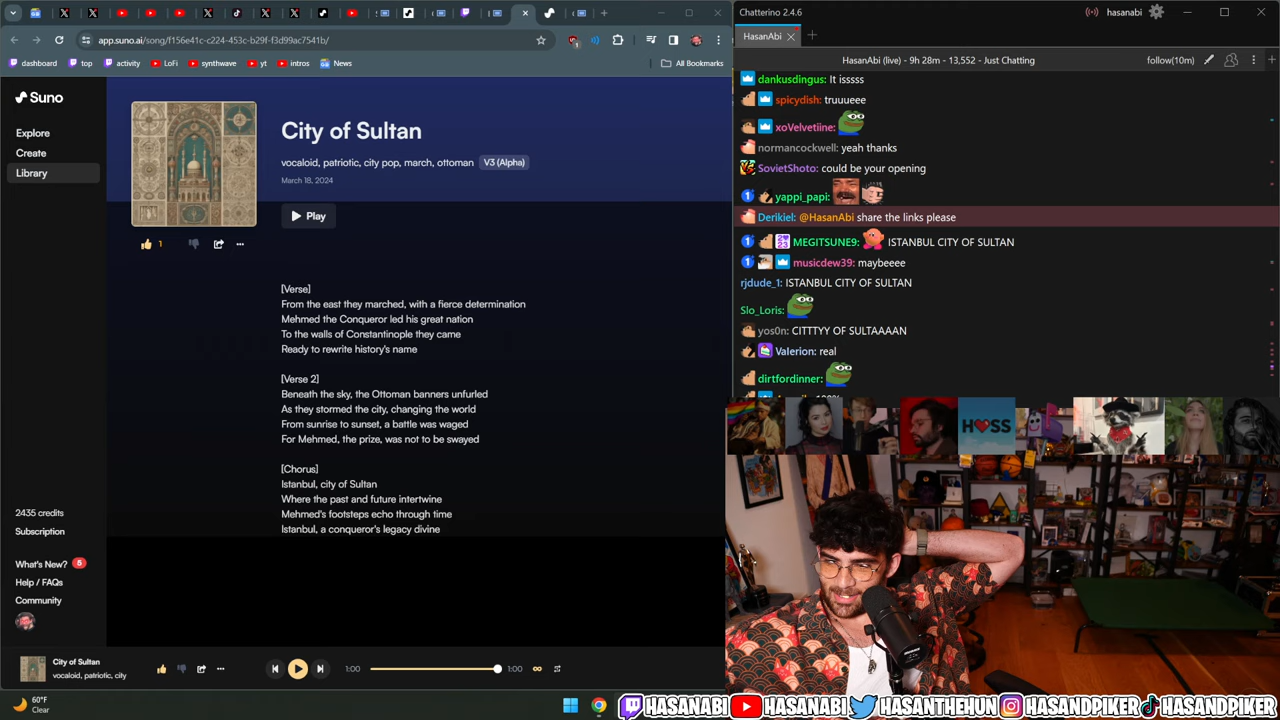 app.suno.ai/song/f156e41c-c224-453c-b29f-f3d99ac7541b/
dashboard
top
activity
LoFi
synthwave
yt
intros
News
All Bookmarks
Suno
Explore
Create
Library
City of Sultan
vocaloid, patriotic, city pop, march, ottoman V3 (Alpha)
March 18, 2024
Play
1
[Verse]
From the east they marched, with a fierce determination
Mehmed the Conqueror led his great nation
To the walls of Constantinople they came
Ready to rewrite history's name
[Verse 2]
Beneath the sky, the Ottoman banners unfurled
As they stormed the city, changing the world
From sunrise to sunset, a battle was waged
For Mehmed, the prize, was not to be swayed
[Chorus]
Istanbul, city of Sultan
Where the past and future intertwine
Mehmed's footsteps echo through time
Istanbul, a conqueror's legacy divine
2435 credits
Subscription
What's New? 5
Help / FAQs
Community
City of Sultan
vocaloid, patriotic, city
1:00
1:00
60°F
Clear
Chatterino 2.4.6
hasanabi
HasanAbi
HasanAbi (live) - 9h 28m - 13,552 - Just Chatting
follow(10m)
dankusdingus: It isssss
spicydish: truuueee
xoVelvetiine:
normancockwell: yeah thanks
SovietShoto: could be your opening
yappi_papi:
Derikiel: @HasanAbi share the links please
MEGITSUNE9: ISTANBUL CITY OF SULTAN
musicdew39: maybeeee
rjdude_1: ISTANBUL CITY OF SULTAN
Slo_Loris:
yos0n: CITTTYY OF SULTAAAAN
Valerion: real
dirtfordinner:
HOSS
HASANABI
HASANABI
HASANTHEHUN
HASANDPIKER
HASANDPIKER